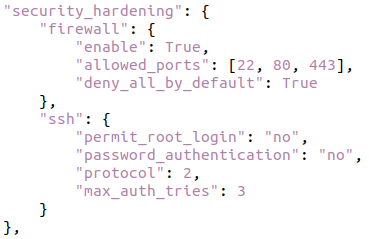 "security_hardening": {
    "firewall": {
        "enable": True,
        "allowed_ports": [22, 80, 443],
        "deny_all_by_default": True
    },
    "ssh": {
        "permit_root_login": "no",
        "password_authentication": "no",
        "protocol": 2,
        "max_auth_tries": 3
    }
},